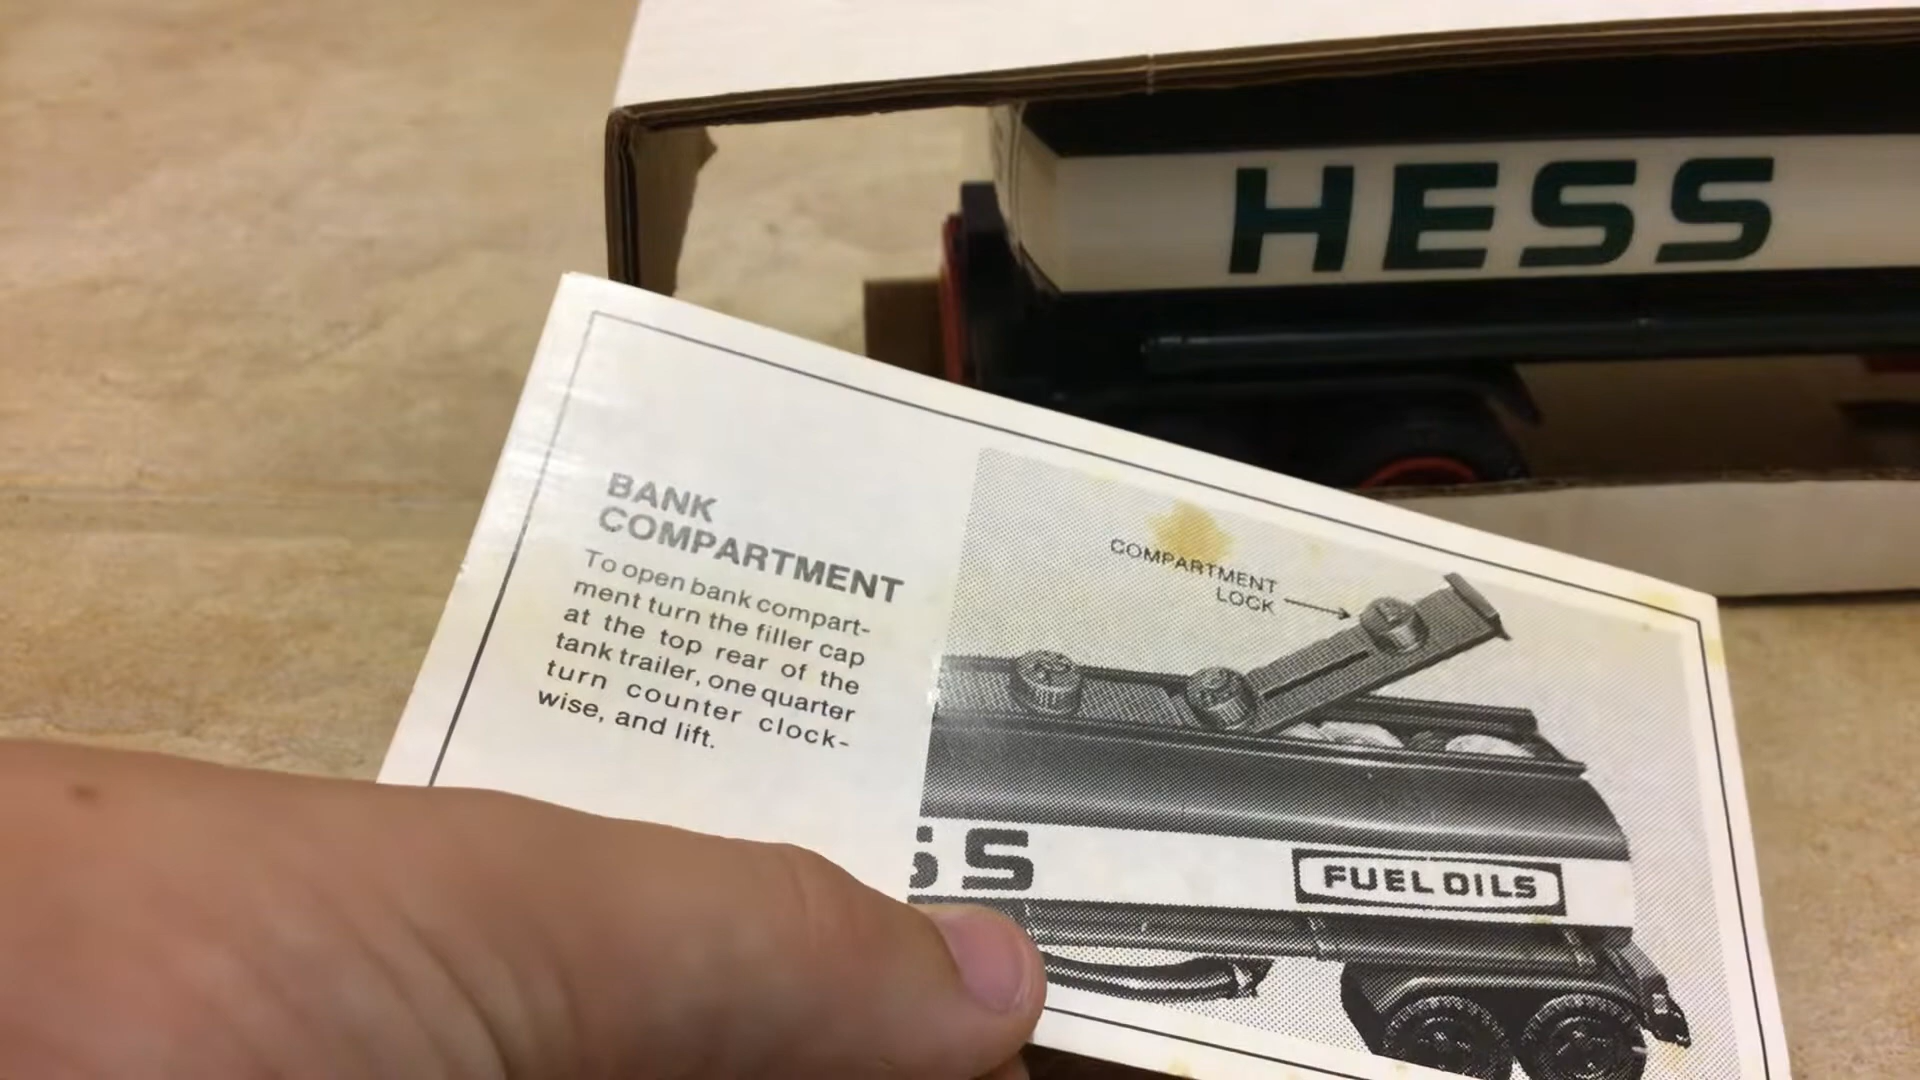 HESS
BANK
COMPARTMENT
To open bank compart-
ment turn the filler cap
at the top rear of the
tank trailer, one quarter
turn counter clock-
wise, and lift.
COMPARTMENT
LOCK
SS
FUEL OILS